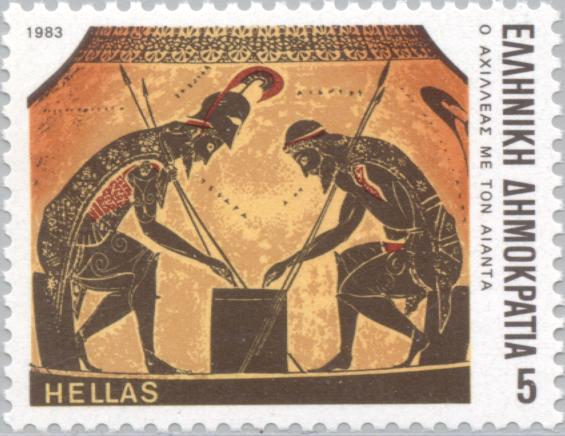 1983
ΕΛΛΗΝΙΚΗ ΔΗΜΟΚΡΑΤΙΑ 5
Ο ΑΧΙΛΛΕΑΣ ΜΕ ΤΟΝ ΑΙΑΝΤΑ
HELLAS